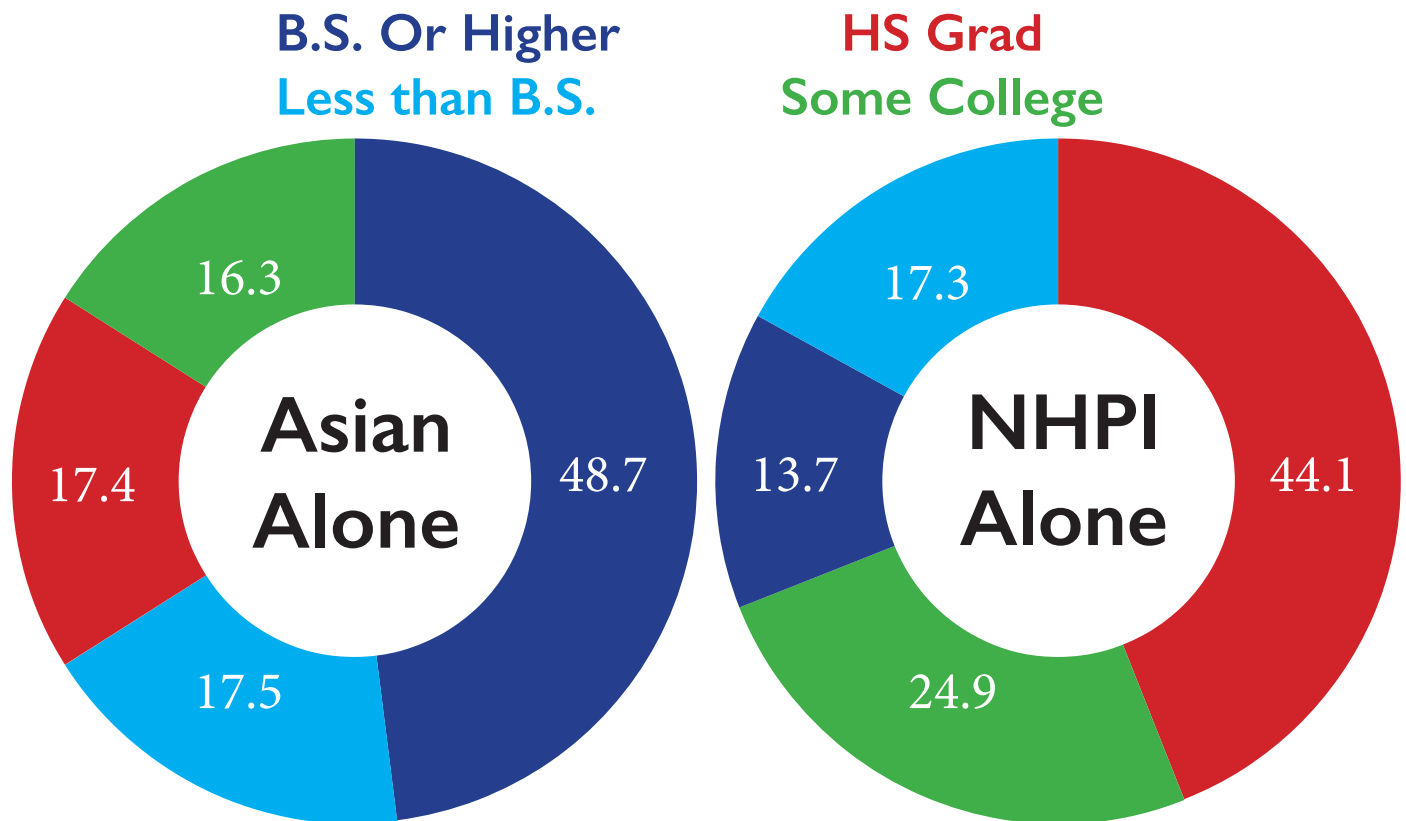 B.S. Or Higher
HS Grad
Less than B.S.
Some College
16.3
17.4
Asian
Alone
48.7
17.5
17.3
13.7
NHPI
Alone
44.1
24.9